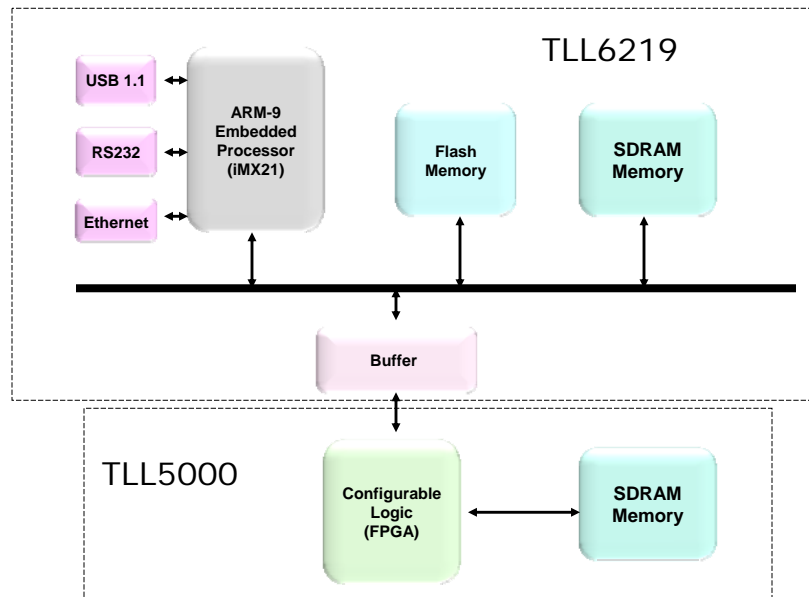 TLL6219
USB 1.1
RS232
Ethernet
ARM-9
Embedded
Processor
(iMX21)
Flash
Memory
SDRAM
Memory
Buffer
TLL5000
Configurable
Logic
(FPGA)
SDRAM
Memory